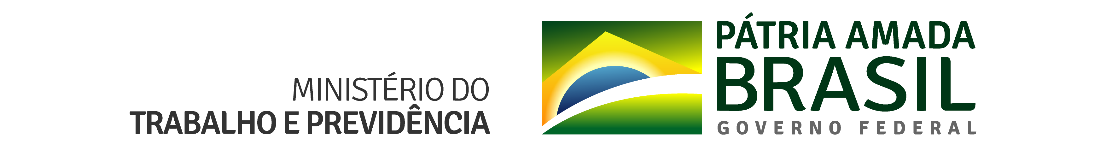 MINISTÉRIO DO
TRABALHO E PREVIDÊNCIA
PÁTRIA AMADA
BRASIL
GOVERNO FEDERAL